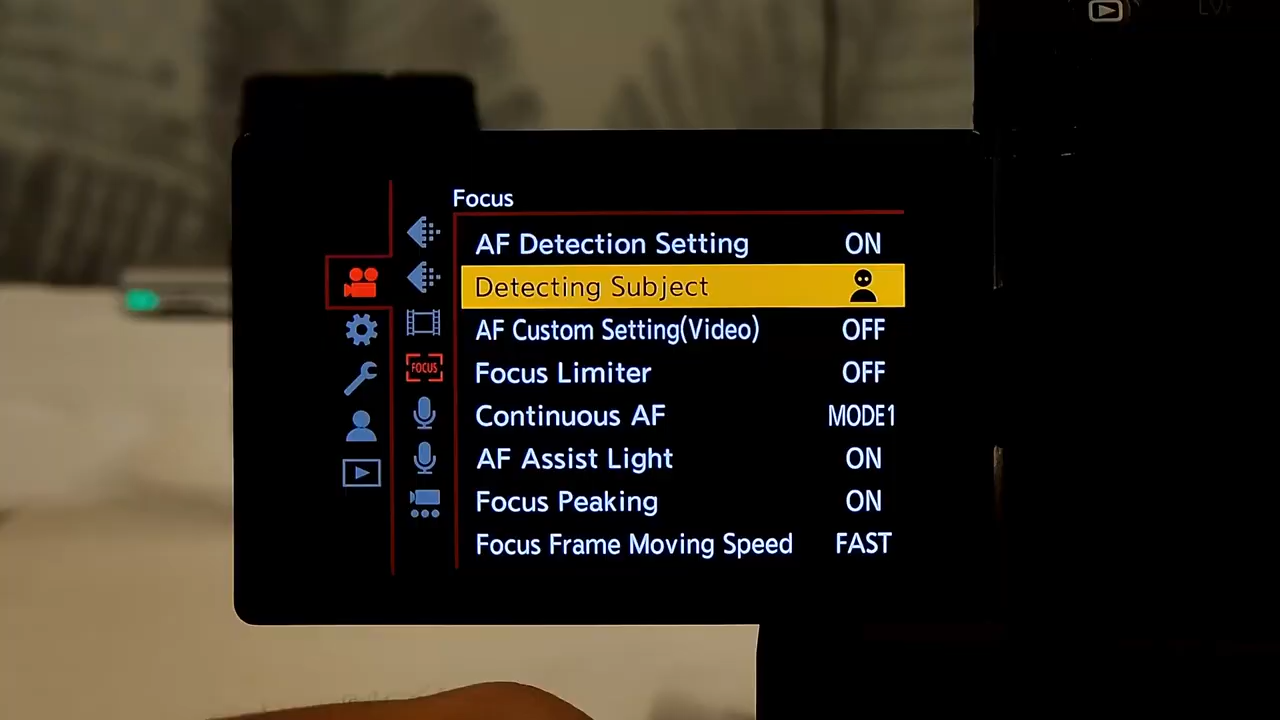 LVF
Focus
AF Detection Setting ON
Detecting Subject
AF Custom Setting(Video) OFF
Focus Limiter OFF
FOCUS
Continuous AF MODE1
AF Assist Light ON
Focus Peaking ON
Focus Frame Moving Speed FAST